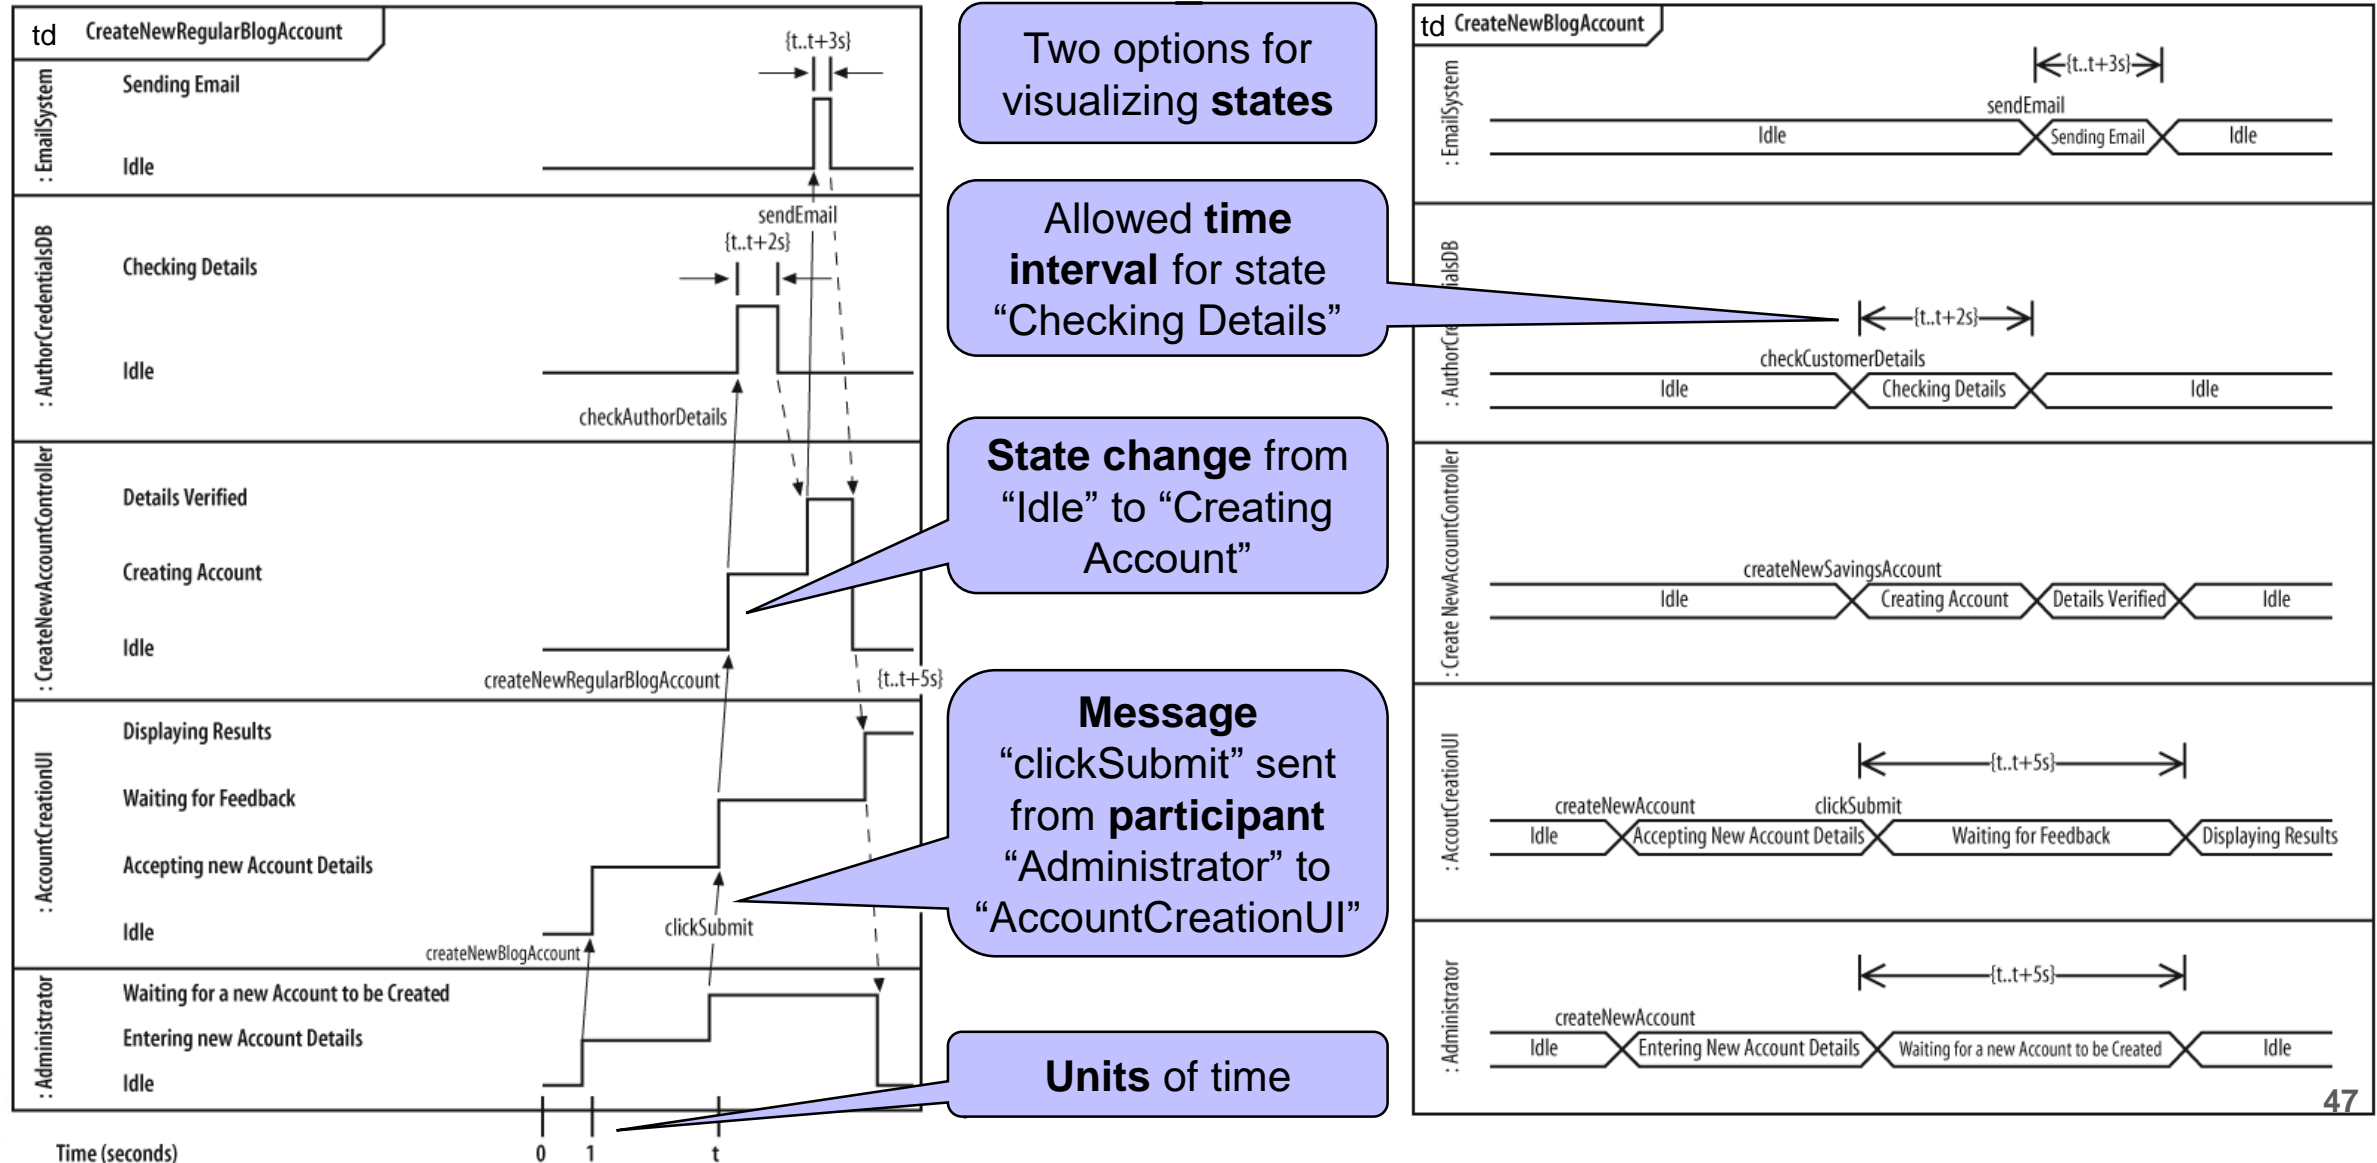 td CreateNewRegularBlogAccount
{t..t+3s}
: EmailSystem
Sending Email
Idle
sendEmail
{t..t+2s}
: AuthorCredentialsDB
Checking Details
Idle
checkAuthorDetails
: CreateNewAccountController
Details Verified
Creating Account
Idle
createNewRegularBlogAccount
{t..t+5s}
: AccountCreationUI
Displaying Results
Waiting for Feedback
Accepting new Account Details
Idle
clickSubmit
createNewBlogAccount
: Administrator
Waiting for a new Account to be Created
Entering new Account Details
Idle
Time (seconds) 0 1 t
Two options for
visualizing states
Allowed time
interval for state
“Checking Details”
State change from
“Idle” to “Creating
Account”
Message
“clickSubmit” sent
from participant
“Administrator” to
“AccountCreationUI”
Units of time
td CreateNewBlogAccount
{t..t+3s}
: EmailSystem
sendEmail
Idle Sending Email Idle
: AuthorCre
ialsDB
{t..t+2s}
checkCustomerDetails
Idle Checking Details Idle
: Create NewAccountController
createNewSavingsAccount
Idle Creating Account Details Verified Idle
: AccoutCreationUI
{t..t+5s}
createNewAccount clickSubmit
Idle Accepting New Account Details Waiting for Feedback Displaying Results
: Administrator
{t..t+5s}
createNewAccount
Idle Entering New Account Details Waiting for a new Account to be Created Idle
47